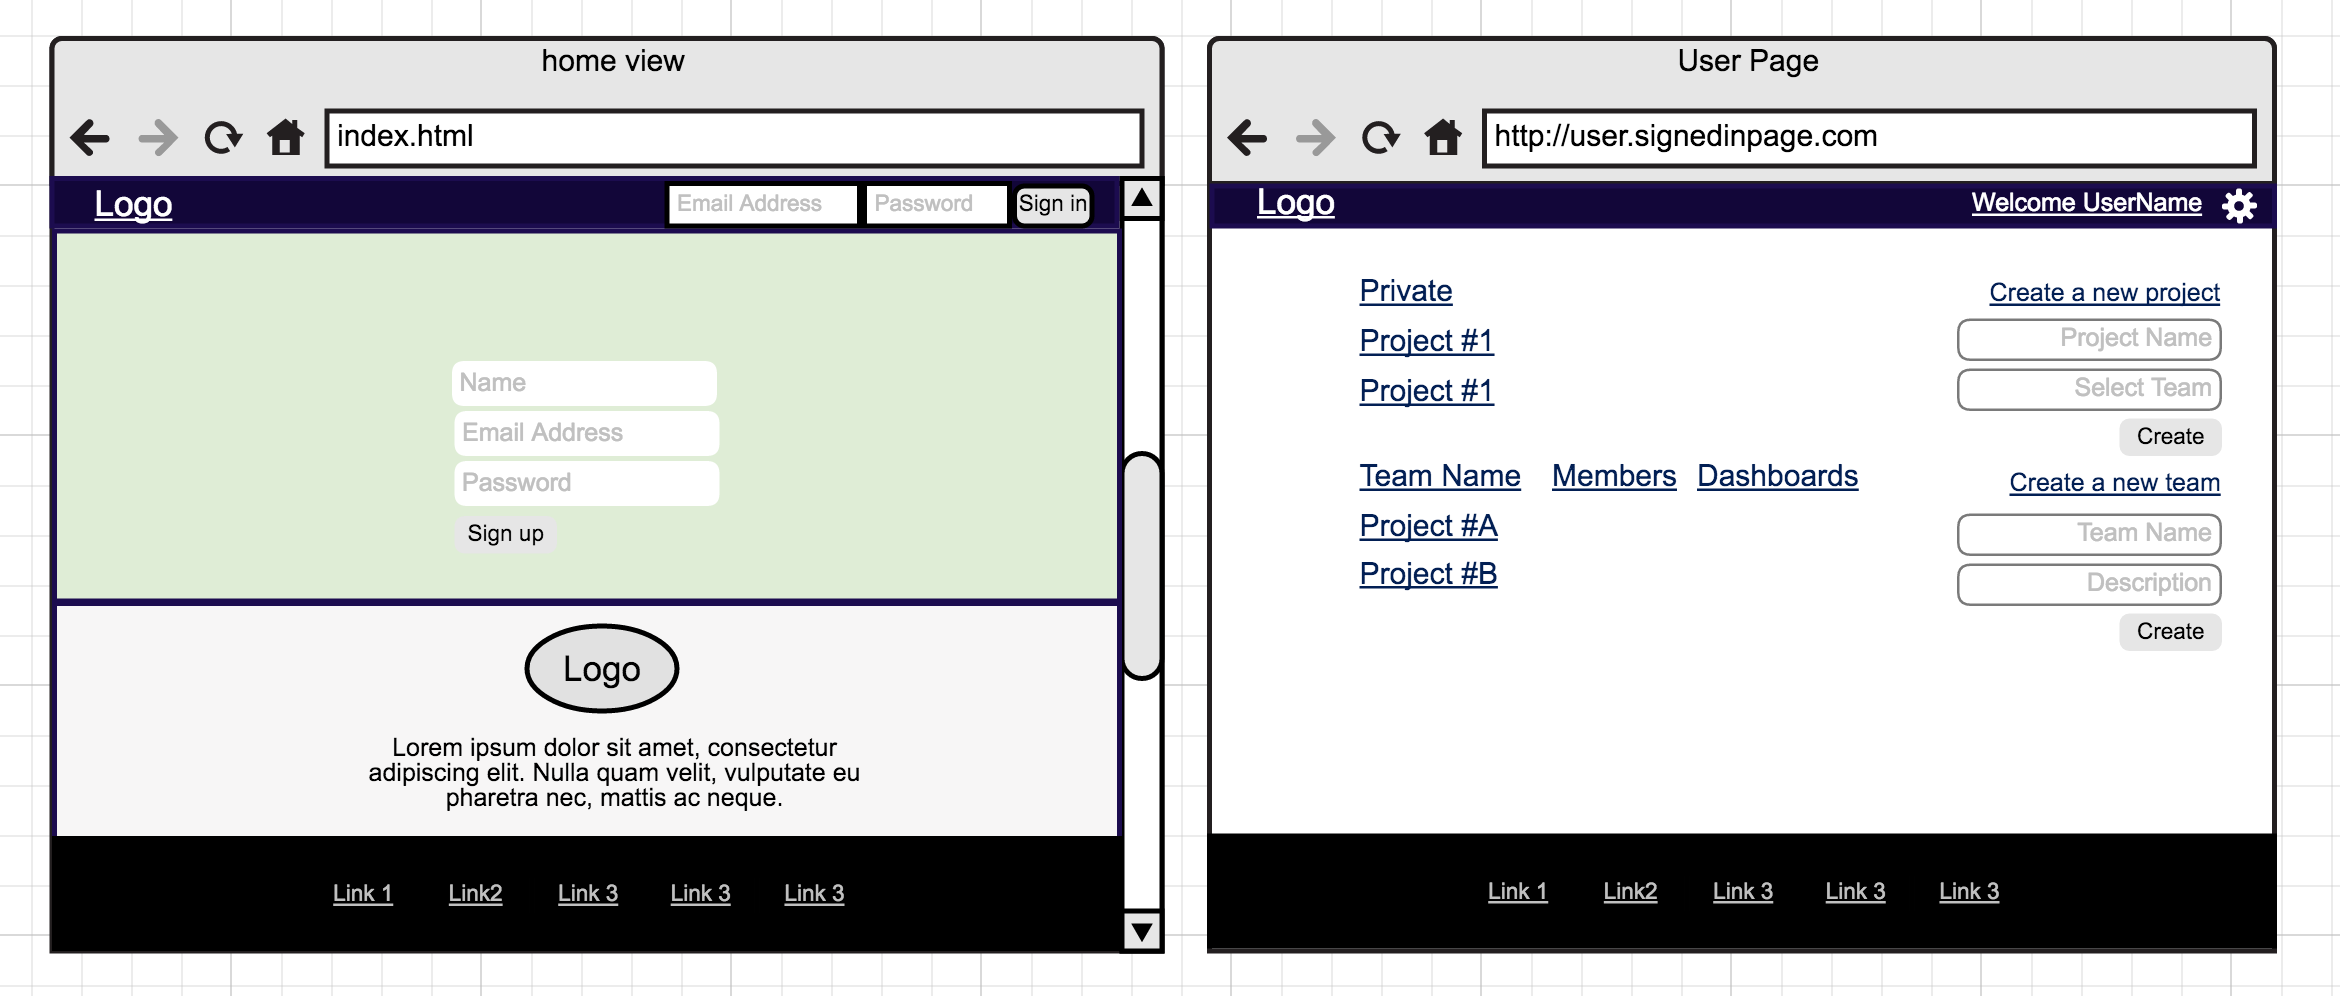 home view
index.html
Logo
Email Address
Password
Sign in
Name
Email Address
Password
Sign up
Logo
Lorem ipsum dolor sit amet, consectetur
adipiscing elit. Nulla quam velit, vulputate eu
pharetra nec, mattis ac neque.
Link 1 Link2 Link 3 Link 3 Link 3
User Page
http://user.signedinpage.com
Logo
Welcome UserName
Private
Project #1
Project #1
Team Name Members Dashboards
Project #A
Project #B
Create a new project
Project Name
Select Team
Create
Create a new team
Team Name
Description
Create
Link 1 Link2 Link 3 Link 3 Link 3